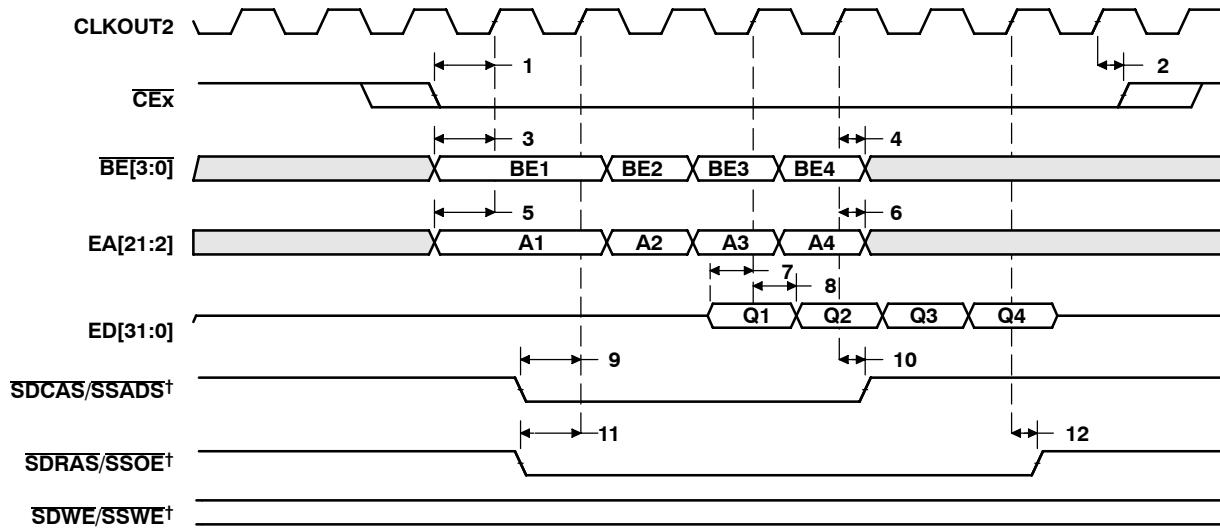 CLKOUT2
1
2
CEx
3
4
BE[3:0]
BE1 BE2 BE3 BE4
5
6
EA[21:2]
A1 A2 A3 A4
7
8
ED[31:0]
Q1 Q2 Q3 Q4
9
10
SDCAS/SSADS†
11
12
SDRAS/SSOE†
SDWE/SSWE†